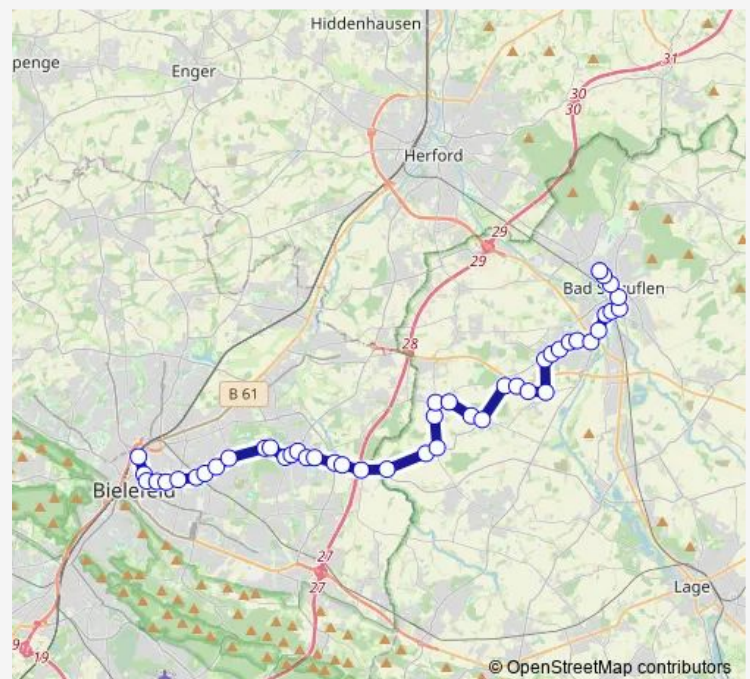 Hiddenhausen
penge
Enger
31
30
30
Herford
29
29
Bad S uflen
28
B 61
Bielefeld
27
27
Lage
9
19
© OpenStreetMap contributors